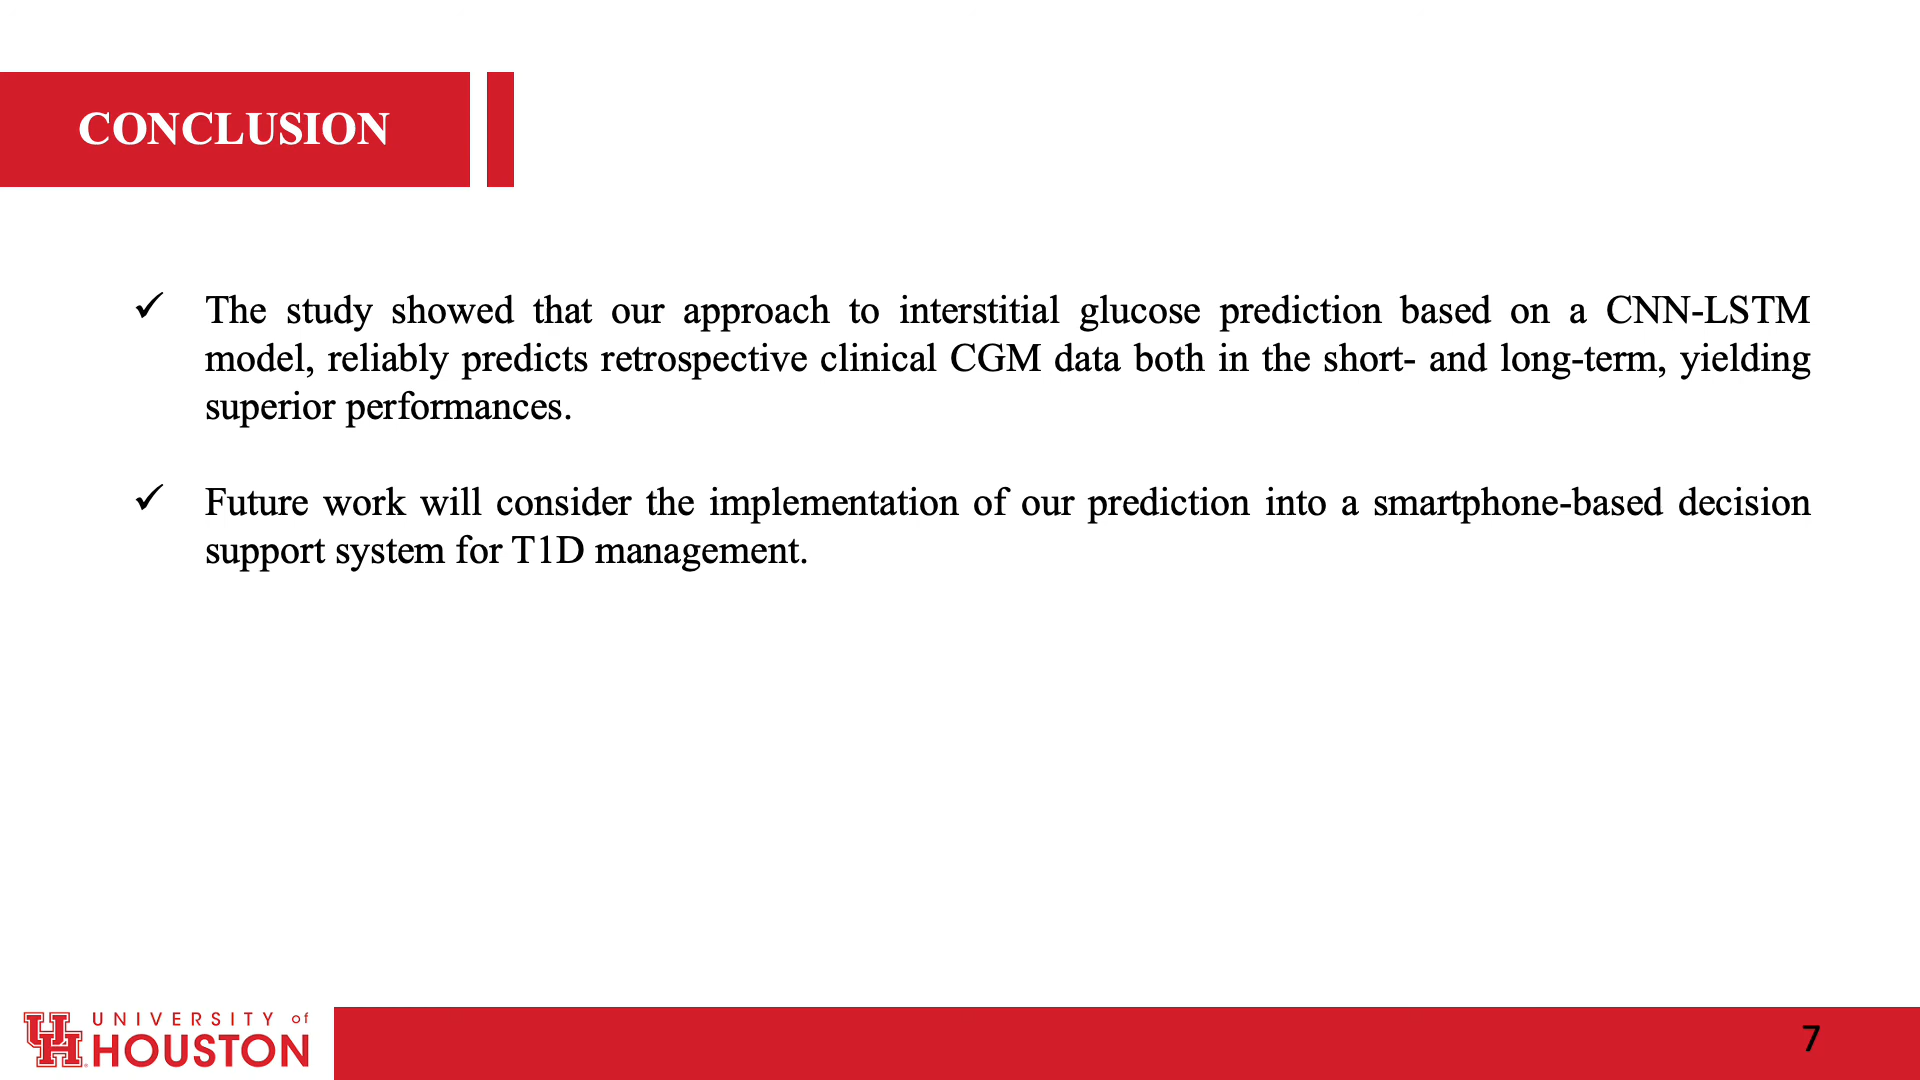 CONCLUSION
✓ The study showed that our approach to interstitial glucose prediction based on a CNN-LSTM
model, reliably predicts retrospective clinical CGM data both in the short- and long-term, yielding
superior performances.
✓ Future work will consider the implementation of our prediction into a smartphone-based decision
support system for T1D management.
UNIVERSITY of
HOUSTON
7